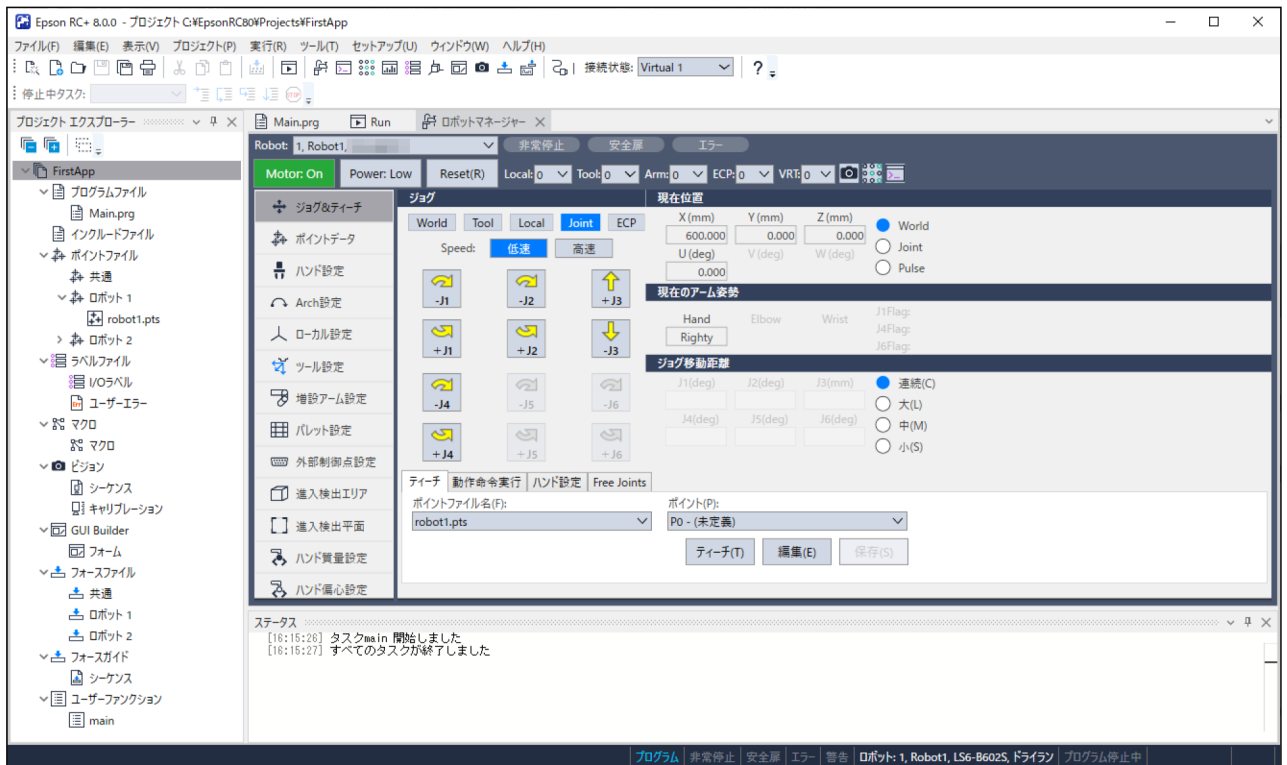 Epson RC+ 8.0.0 - プロジェクト C:¥EpsonRC80¥Projects¥FirstApp
ファイル(F) 編集(E) 表示(V) プロジェクト(P) 実行(R) ツール(T) セットアップ(U) ウィンドウ(W) ヘルプ(H)
接続状態: Virtual 1
停止中タスク:
プロジェクト エクスプローラー
FirstApp
プログラムファイル
Main.prg
インクルードファイル
ポイントファイル
共通
ロボット 1
robot1.pts
ロボット 2
ラベルファイル
I/Oラベル
ユーザーエラー
マクロ
マクロ
ビジョン
シーケンス
キャリブレーション
GUI Builder
フォーム
フォースファイル
共通
ロボット 1
ロボット 2
フォースガイド
シーケンス
ユーザーファンクション
main
Main.prg Run ロボットマネージャー
Robot: 1, Robot1, 非常停止 安全扉 エラー
Motor: On Power: Low Reset(R) Local: 0 Tool: 0 Arm: 0 ECP: 0 VRT: 0
ジョグ&ティーチ
ポイントデータ
ハンド設定
Arch設定
ローカル設定
ツール設定
増設アーム設定
パレット設定
外部制御点設定
進入検出エリア
進入検出平面
ハンド質量設定
ハンド偏心設定
ジョグ
World Tool Local Joint ECP
Speed: 低速 高速
-J1 -J2 +J3
+J1 +J2 -J3
-J4 -J5 -J6
+J4 +J5 +J6
現在位置
X (mm) Y (mm) Z (mm)
600.000 0.000 0.000
U (deg) V (deg) W (deg)
0.000
World
Joint
Pulse
現在のアーム姿勢
Hand Elbow Wrist
Righty
J1Flag:
J4Flag:
J6Flag:
ジョグ移動距離
J1(deg) J2(deg) J3(mm)
J4(deg) J5(deg) J6(deg)
連続(C)
大(L)
中(M)
小(S)
ティーチ 動作命令実行 ハンド設定 Free Joints
ポイントファイル名(F): ポイント(P):
robot1.pts P0 - (未定義)
ティーチ(T) 編集(E) 保存(S)
ステータス
[16:15:26] タスクmain 開始しました
[16:15:27] すべてのタスクが終了しました
プログラム 非常停止 安全扉 エラー 警告 ロボット: 1, Robot1, LS6-B602S, ドライラン プログラム停止中